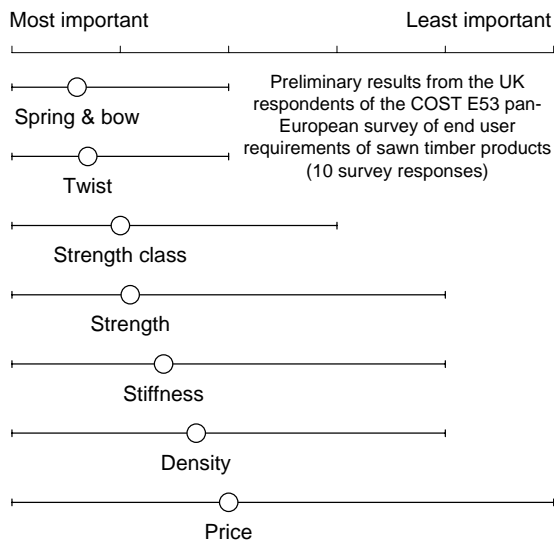 Most important
Least important
Preliminary results from the UK
respondents of the COST E53 pan-
European survey of end user
requirements of sawn timber products
(10 survey responses)
Spring & bow
Twist
Strength class
Strength
Stiffness
Density
Price